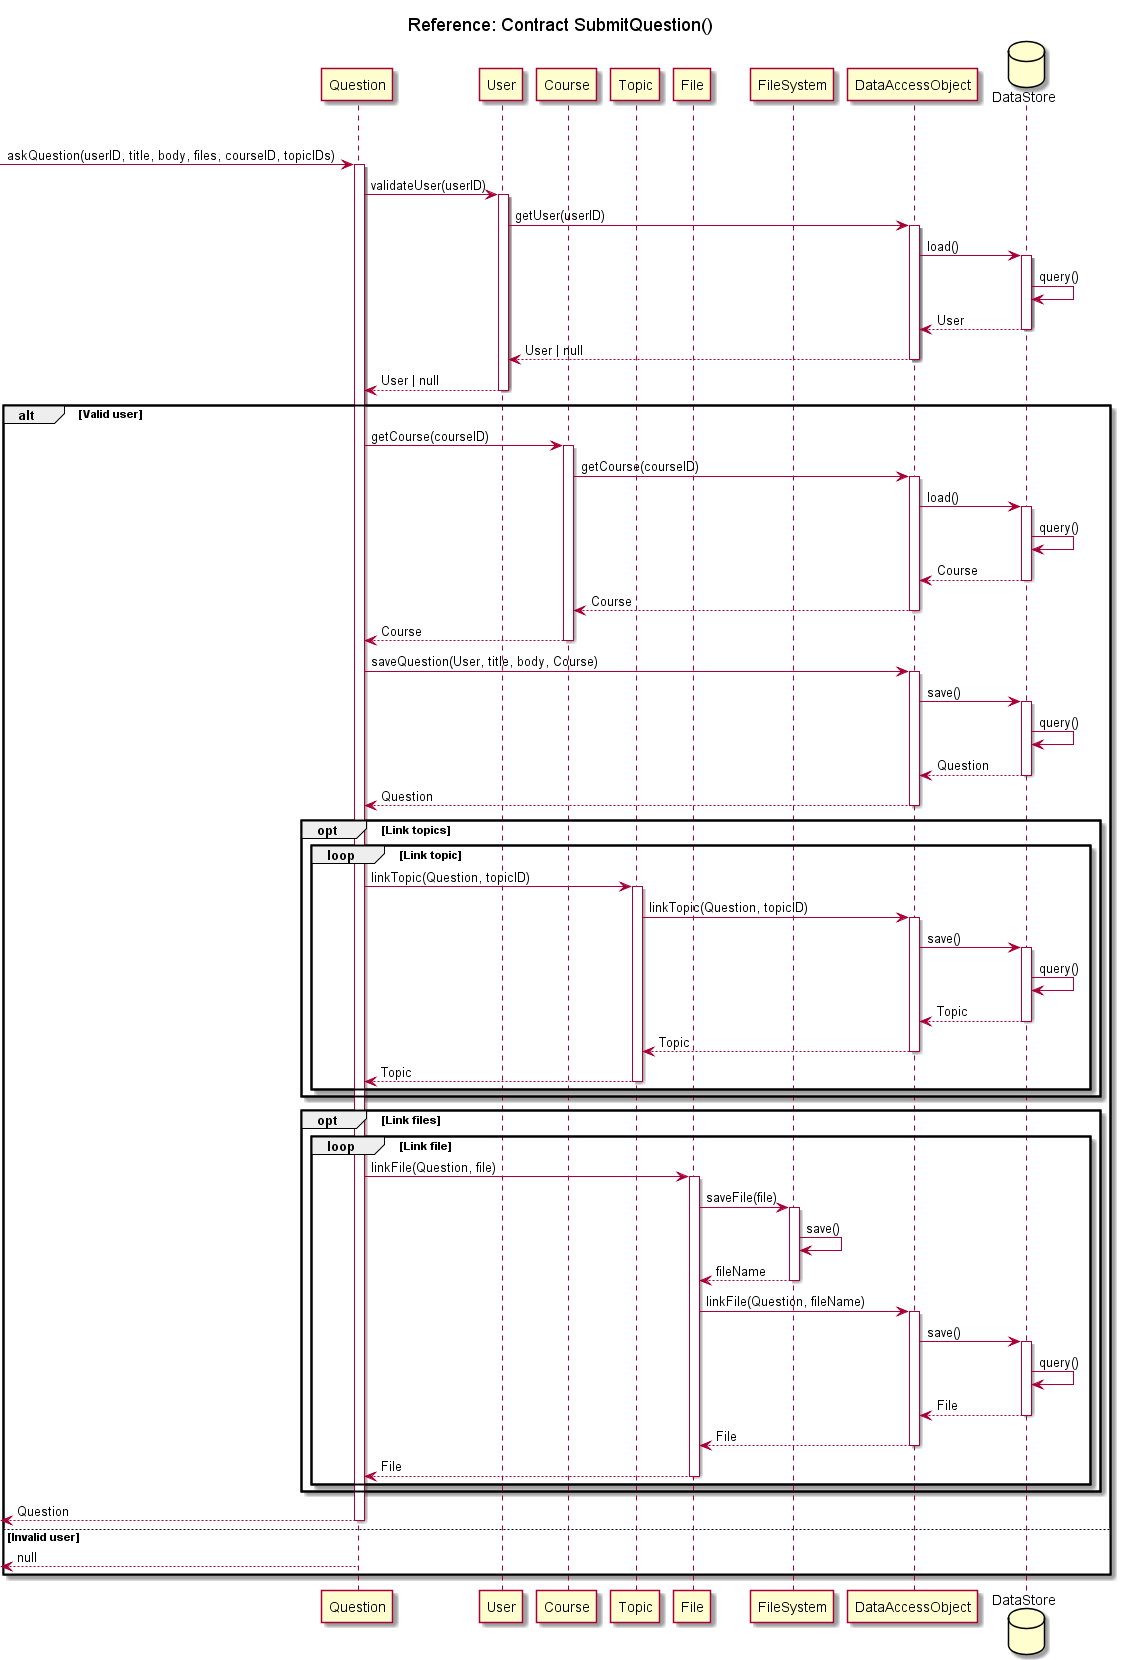 Reference: Contract SubmitQuestion()
Question User Course Topic File FileSystem DataAccessObject DataStore
askQuestion(userID, title, body, files, courseID, topicIDs)
validateUser(userID)
getUser(userID)
load()
query()
User
User | null
User | null
alt [Valid user]
getCourse(courseID)
getCourse(courseID)
load()
query()
Course
Course
Course
saveQuestion(User, title, body, Course)
save()
query()
Question
Question
opt [Link topics]
loop [Link topic]
linkTopic(Question, topicID)
linkTopic(Question, topicID)
save()
query()
Topic
Topic
Topic
opt [Link files]
loop [Link file]
linkFile(Question, file)
saveFile(file)
save()
fileName
linkFile(Question, fileName)
save()
query()
File
File
File
Question
[Invalid user]
null
Question User Course Topic File FileSystem DataAccessObject DataStore